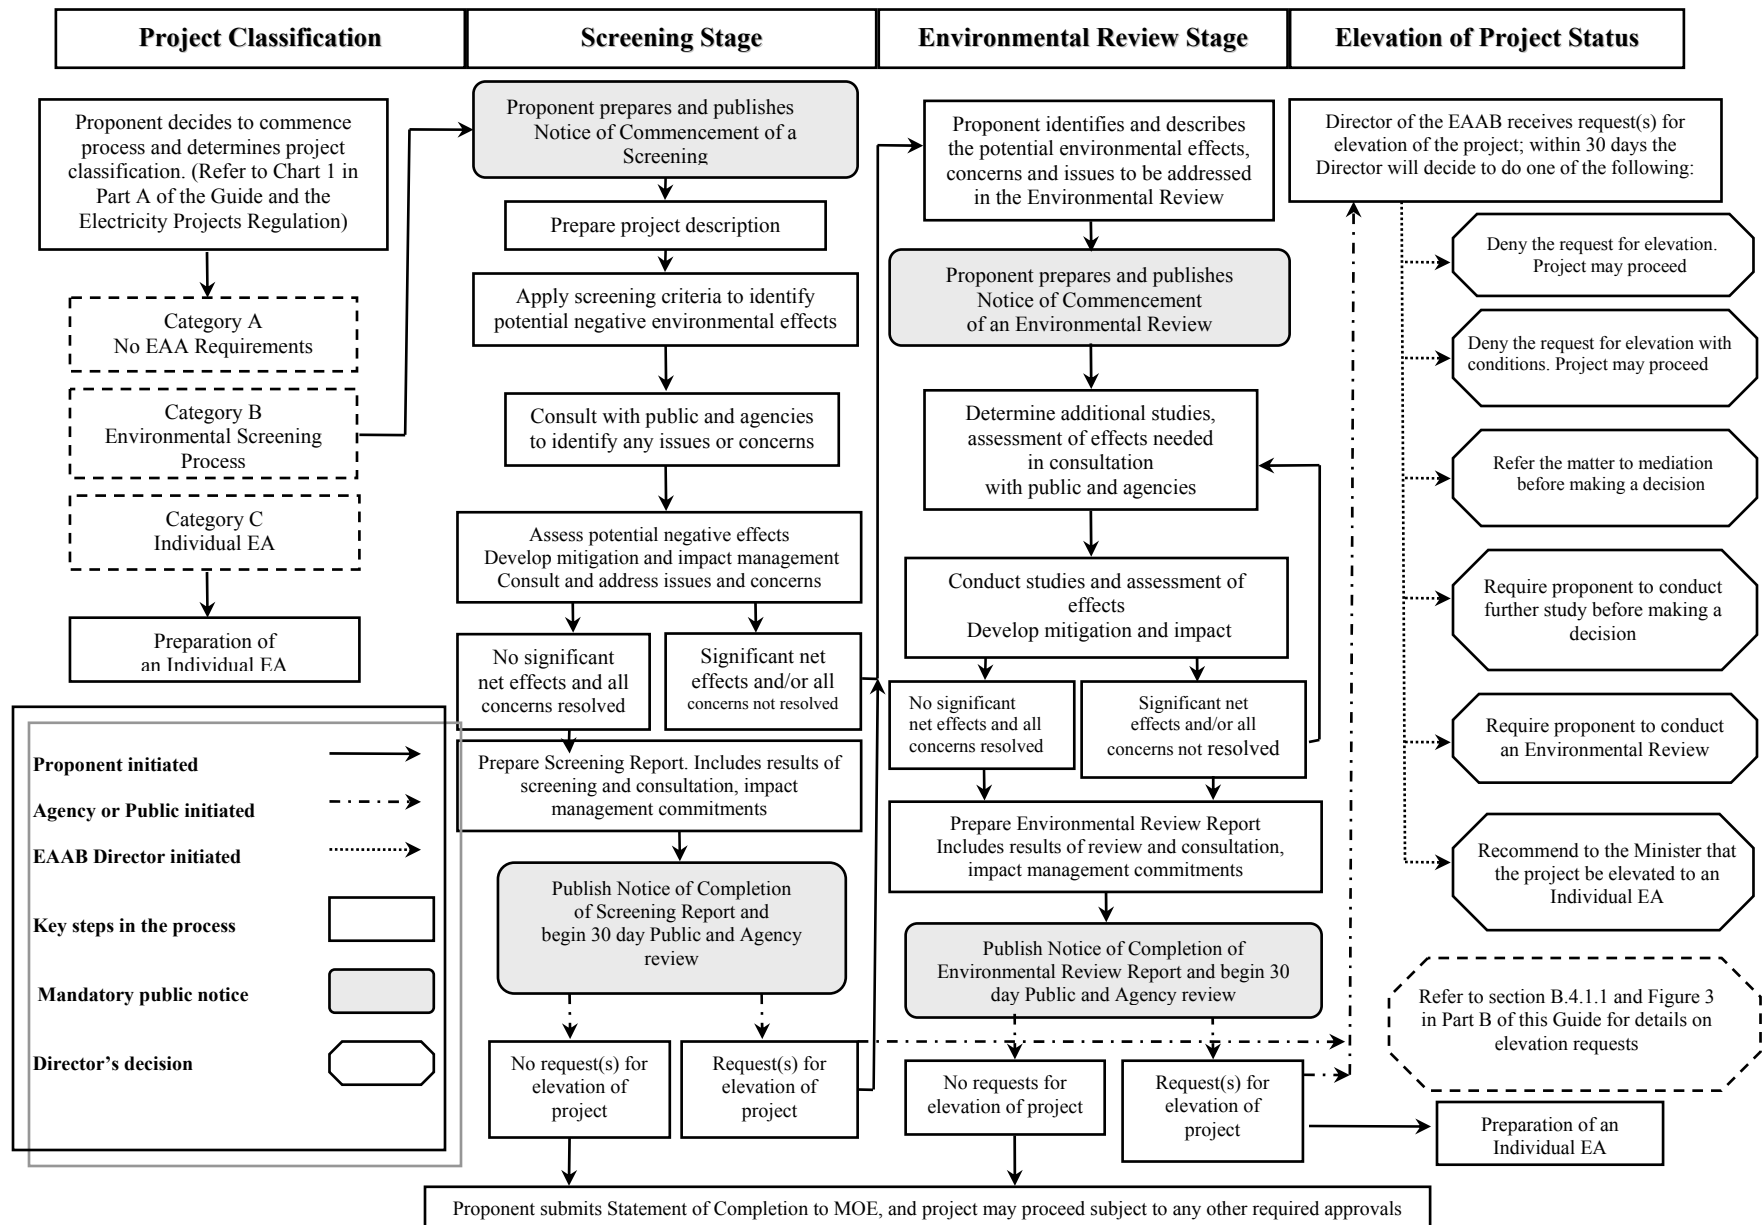 Project Classification
Screening Stage
Environmental Review Stage
Elevation of Project Status
Proponent decides to commence
process and determines project
classification. (Refer to Chart 1 in
Part A of the Guide and the
Electricity Projects Regulation)
Category A
No EAA Requirements
Category B
Environmental Screening
Process
Category C
Individual EA
Preparation of
an Individual EA
Proponent initiated
Agency or Public initiated
EAAB Director initiated
Key steps in the process
Mandatory public notice
Director's decision
Proponent prepares and publishes
Notice of Commencement of a
Screening
Prepare project description
Apply screening criteria to identify
potential negative environmental effects
Consult with public and agencies
to identify any issues or concerns
Assess potential negative effects
Develop mitigation and impact management
Consult and address issues and concerns
No significant
net effects and all
concerns resolved
Significant net
effects and/or all
concerns not resolved
Prepare Screening Report. Includes results of
screening and consultation, impact
management commitments
Publish Notice of Completion
of Screening Report and
begin 30 day Public and Agency
review
No request(s) for
elevation of
project
Request(s) for
elevation of
project
Proponent identifies and describes
the potential environmental effects,
concerns and issues to be addressed
in the Environmental Review
Proponent prepares and publishes
Notice of Commencement
of an Environmental Review
Determine additional studies,
assessment of effects needed
in consultation
with public and agencies
Conduct studies and assessment of
effects
Develop mitigation and impact
No significant
net effects and all
concerns resolved
Significant net
effects and/or all
concerns not resolved
Prepare Environmental Review Report
Includes results of review and consultation,
impact management commitments
Publish Notice of Completion of
Environmental Review Report and begin 30
day Public and Agency review
No requests for
elevation of project
Request(s) for
elevation of
project
Director of the EAAB receives request(s) for
elevation of the project; within 30 days the
Director will decide to do one of the following:
Deny the request for elevation.
Project may proceed
Deny the request for elevation with
conditions. Project may proceed
Refer the matter to mediation
before making a decision
Require proponent to conduct
further study before making a
decision
Require proponent to conduct
an Environmental Review
Recommend to the Minister that
the project be elevated to an
Individual EA
Refer to section B.4.1.1 and Figure 3
in Part B of this Guide for details on
elevation requests
Preparation of an
Individual EA
Proponent submits Statement of Completion to MOE, and project may proceed subject to any other required approvals